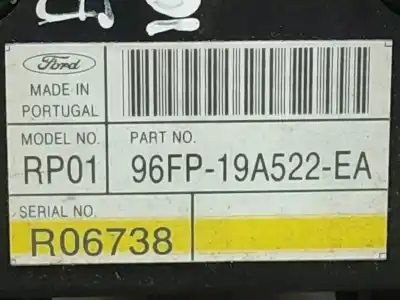 Ford
MADE IN
PORTUGAL
MODEL NO.
RP01
PART NO.
96FP-19A522-EA
SERIAL NO.
R06738